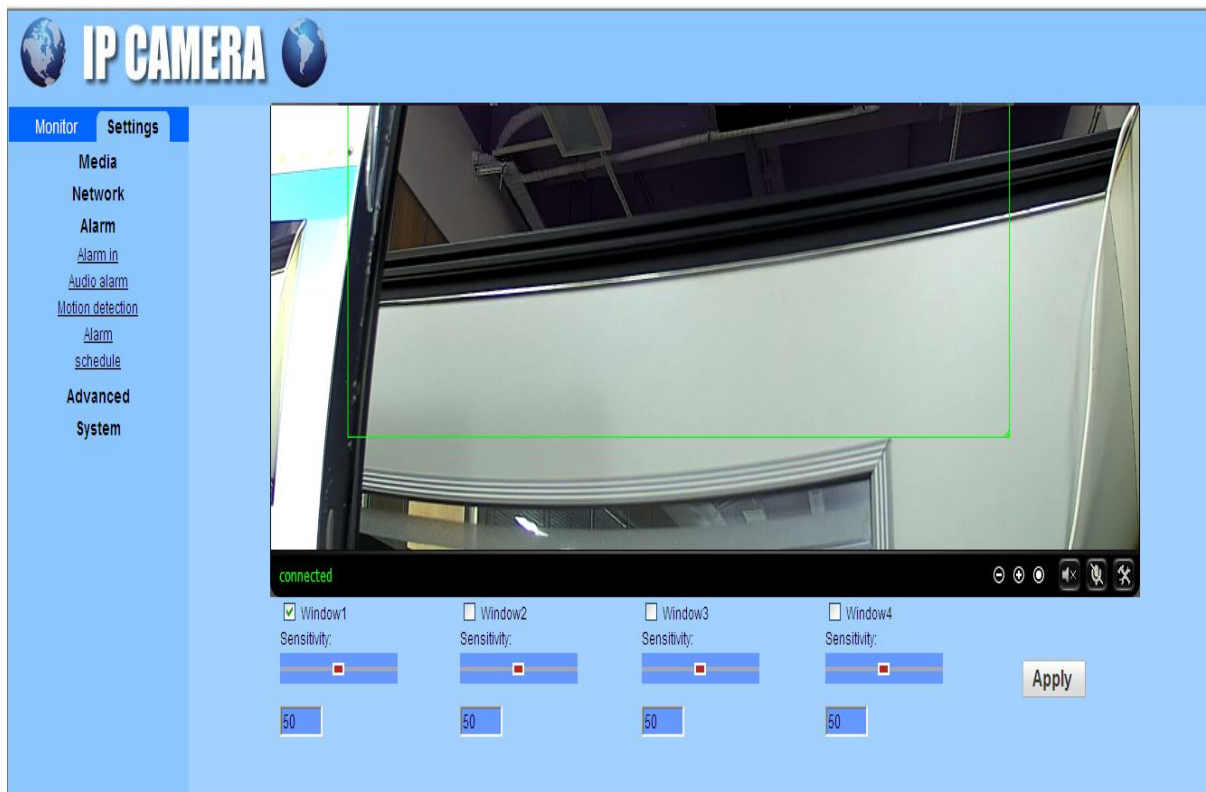 IP CAMERA
Monitor Settings
Media
Network
Alarm
Alarm in
Audio alarm
Motion detection
Alarm
schedule
Advanced
System
connected
Window1 Window2 Window3 Window4
Sensitivity: Sensitivity: Sensitivity: Sensitivity:
Apply
50 50 50 50